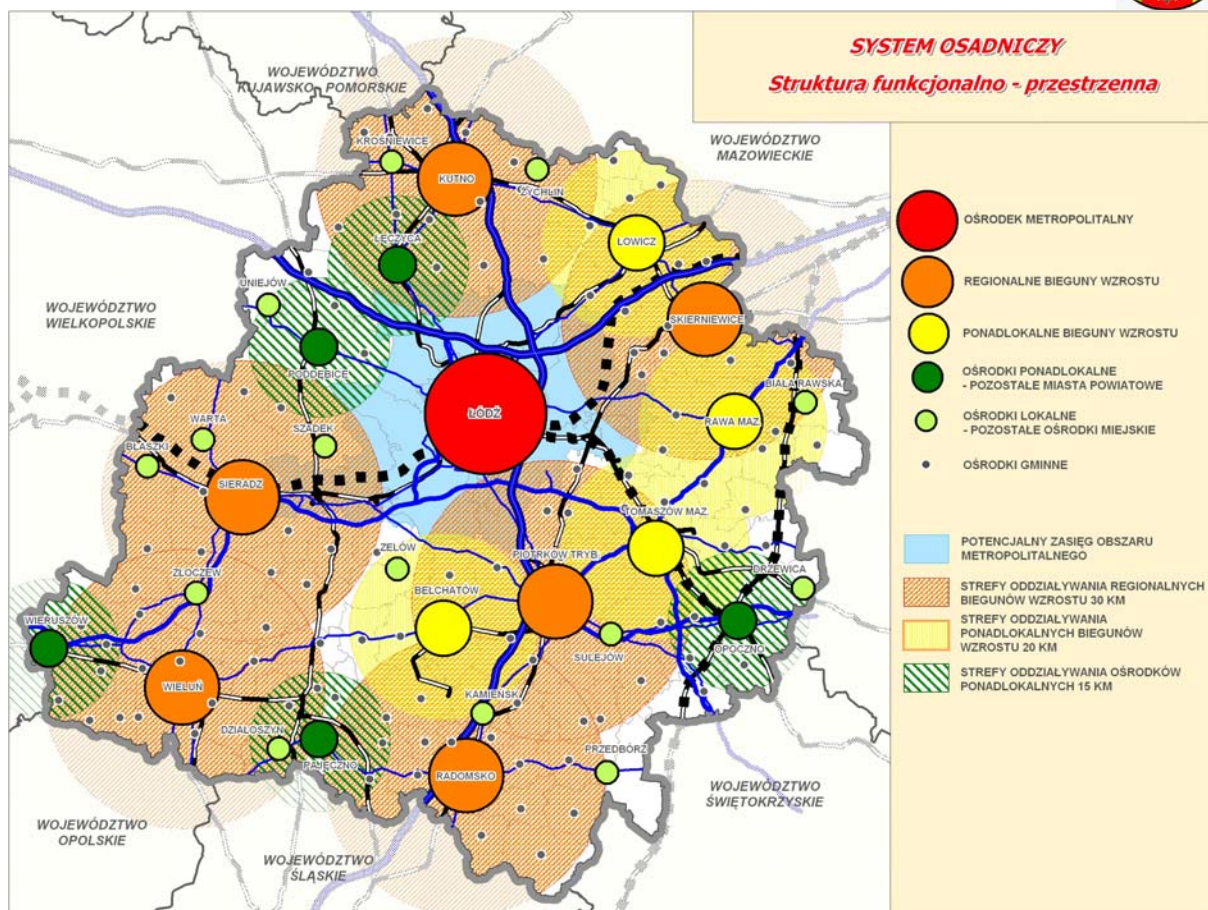 SYSTEM OSADNICZY
Struktura funkcjonalno - przestrzenna
WOJEWÓDZTWO
KUJAWSKO - POMORSKIE
WOJEWÓDZTWO
MAZOWIECKIE
KROŚNIEWICE
KUTNO
ŻYCHLIN
ŁOWICZ
ŁĘCZYCA
UNIEJÓW
SKIERNIEWICE
WOJEWÓDZTWO
WIELKOPOLSKIE
PODDĘBICE
BIAŁA RAWSKA
ŁÓDŹ
RAWA MAZ.
WARTA
SZADEK
BŁASZKI
SIERADZ
TOMASZÓW MAZ.
ZELÓW
PIOTRKÓW TRYB.
DRZEWICA
ZŁOCZEW
BEŁCHATÓW
WIERUSZÓW
OPOCZNO
SULEJÓW
WIELUŃ
KAMIEŃSK
DZIAŁOSZYN
PAJĘCZNO
PRZEDBÓRZ
RADOMSKO
WOJEWÓDZTWO
ŚWIĘTOKRZYSKIE
WOJEWÓDZTWO
OPOLSKIE
WOJEWÓDZTWO
ŚLĄSKIE
OŚRODEK METROPOLITALNY
REGIONALNE BIEGUNY WZROSTU
PONADLOKALNE BIEGUNY WZROSTU
OŚRODKI PONADLOKALNE
- POZOSTAŁE MIASTA POWIATOWE
OŚRODKI LOKALNE
- POZOSTAŁE OŚRODKI MIEJSKIE
OŚRODKI GMINNE
POTENCJALNY ZASIĘG OBSZARU
METROPOLITALNEGO
STREFY ODDZIAŁYWANIA REGIONALNYCH
BIEGUNÓW WZROSTU 30 KM
STREFY ODDZIAŁYWANIA
PONADLOKALNYCH BIEGUNÓW
WZROSTU 20 KM
STREFY ODDZIAŁYWANIA OŚRODKÓW
PONADLOKALNYCH 15 KM